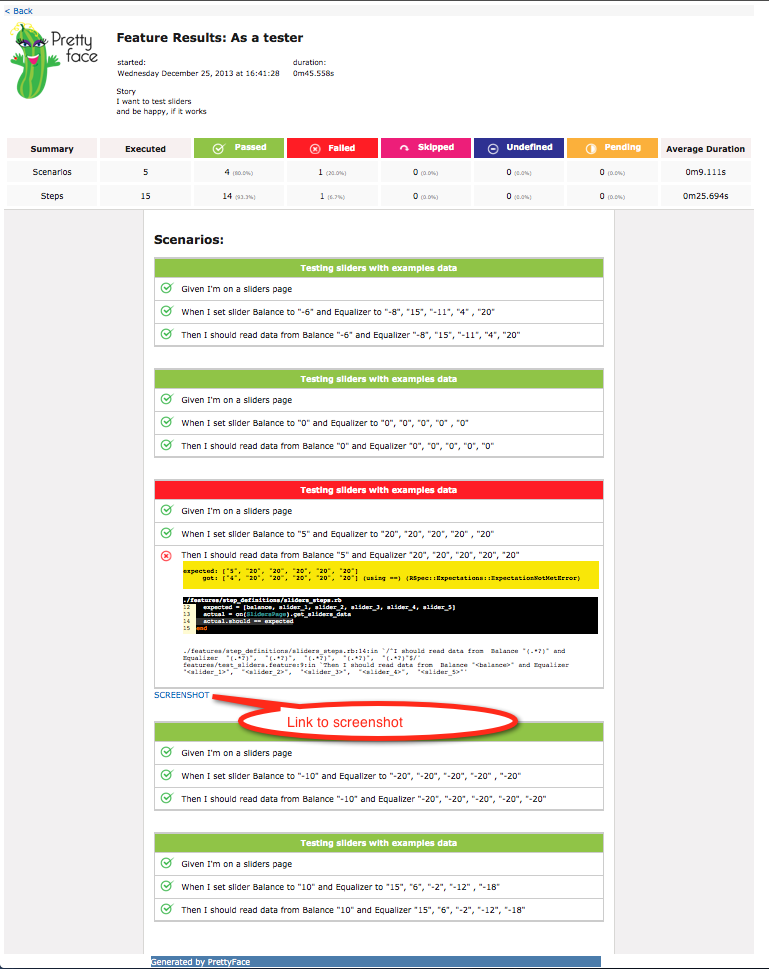 < Back
Pretty
face
Feature Results: As a tester
started: duration:
Wednesday December 25, 2013 at 16:41:28 0m45.558s
Story
I want to test sliders
and be happy, if it works
Summary Executed Passed Failed Skipped Undefined Pending Average Duration
Scenarios 5 4 (80.0%) 1 (20.0%) 0 (0.0%) 0 (0.0%) 0 (0.0%) 0m9.111s
Steps 15 14 (93.3%) 1 (6.7%) 0 (0.0%) 0 (0.0%) 0 (0.0%) 0m25.694s
Scenarios:
Testing sliders with examples data
Given I'm on a sliders page
When I set slider Balance to "-6" and Equalizer to "-8", "15", "-11", "4" , "20"
Then I should read data from Balance "-6" and Equalizer "-8", "15", "-11", "4", "20"
Testing sliders with examples data
Given I'm on a sliders page
When I set slider Balance to "0" and Equalizer to "0", "0", "0", "0" , "0"
Then I should read data from Balance "0" and Equalizer "0", "0", "0", "0", "0"
Testing sliders with examples data
Given I'm on a sliders page
When I set slider Balance to "5" and Equalizer to "20", "20", "20", "20" , "20"
Then I should read data from Balance "5" and Equalizer "20", "20", "20", "20", "20"
expected: ["5", "20", "20", "20", "20", "20"]
got: ["4", "20", "20", "20", "20", "20"] (using ==) (RSpec::Expectations::ExpectationNotMetError)
./features/step_definitions/sliders_steps.rb
12 expected = [balance, slider_1, slider_2, slider_3, slider_4, slider_5]
13 actual = on(SlidersPage).get_sliders_data
14 actual.should == expected
15 end
./features/step_definitions/sliders_steps.rb:14:in `/^I should read data from  Balance "(.*?)" and
Equalizer  "(.*?)",  "(.*?)",  "(.*?)",  "(.*?)",  "(.*?)"$/'
features/test_sliders.feature:9:in `Then I should read data from  Balance "<balance>" and Equalizer
"<slider_1>",  "<slider_2>",  "<slider_3>",  "<slider_4>",  "<slider_5>"'
SCREENSHOT
Link to screenshot
Given I'm on a sliders page
When I set slider Balance to "-10" and Equalizer to "-20", "-20", "-20", "-20" , "-20"
Then I should read data from Balance "-10" and Equalizer "-20", "-20", "-20", "-20", "-20"
Testing sliders with examples data
Given I'm on a sliders page
When I set slider Balance to "10" and Equalizer to "15", "6", "-2", "-12" , "-18"
Then I should read data from Balance "10" and Equalizer "15", "6", "-2", "-12", "-18"
Generated by PrettyFace